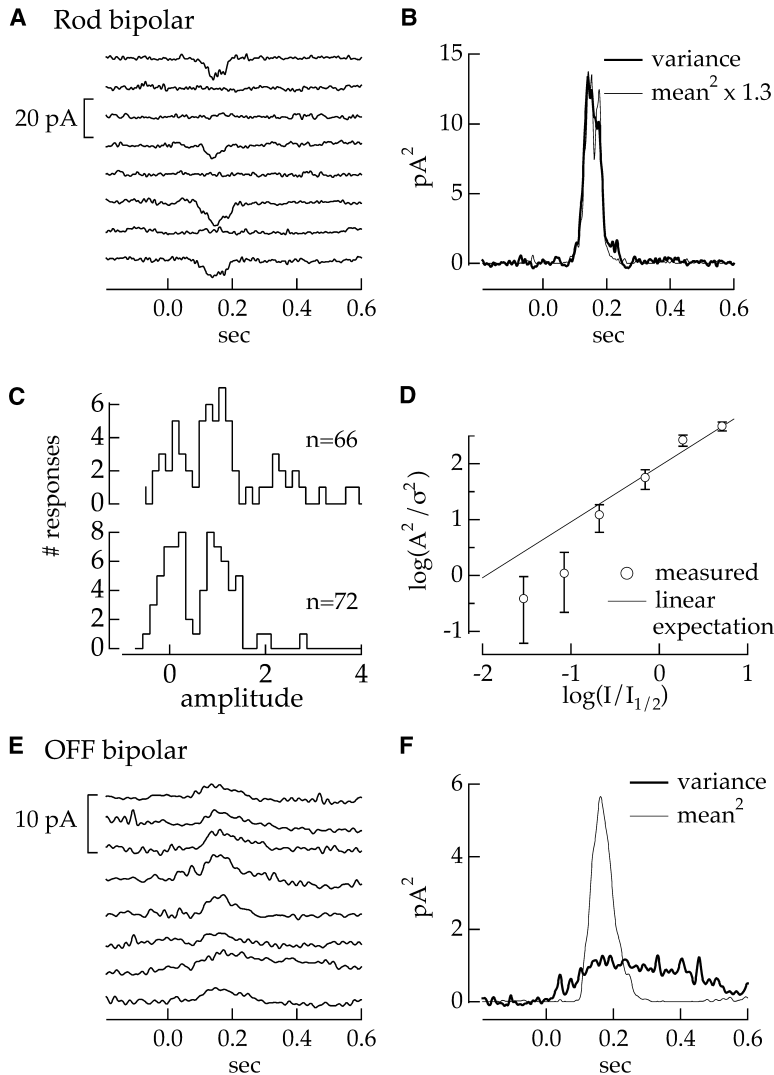 A Rod bipolar
20 pA
0.0 0.2 0.4 0.6
sec
B
15
10
5
0
pA²
variance
mean² x 1.3
0.0 0.2 0.4 0.6
sec
C
# responses
6
4
2
0
n=66
8
6
4
2
0
n=72
0 2 4
amplitude
D
log(A²/σ²)
2
1
0
-1
measured
linear
expectation
-2 -1 0 1
log(I/I₁/₂)
E OFF bipolar
10 pA
0.0 0.2 0.4 0.6
sec
F
6
4
2
0
pA²
variance
mean²
0.0 0.2 0.4 0.6
sec